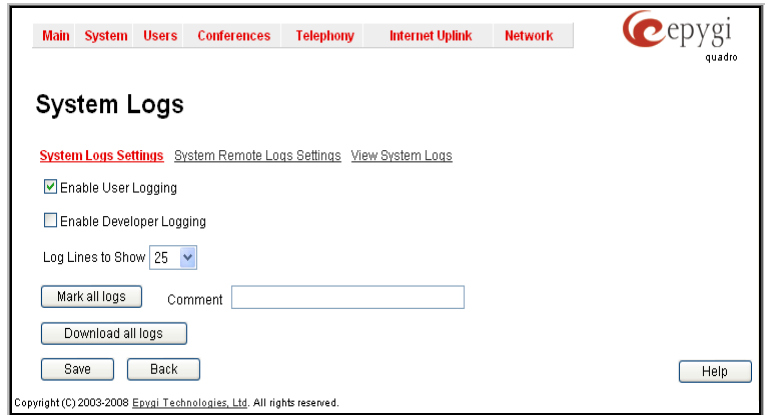 Main System Users Conferences Telephony Internet Uplink Network
epygi
quadro
System Logs
System Logs Settings System Remote Logs Settings View System Logs
Enable User Logging
Enable Developer Logging
Log Lines to Show 25
Mark all logs Comment
Download all logs
Save Back Help
Copyright (C) 2003-2008 Epygi Technologies, Ltd. All rights reserved.